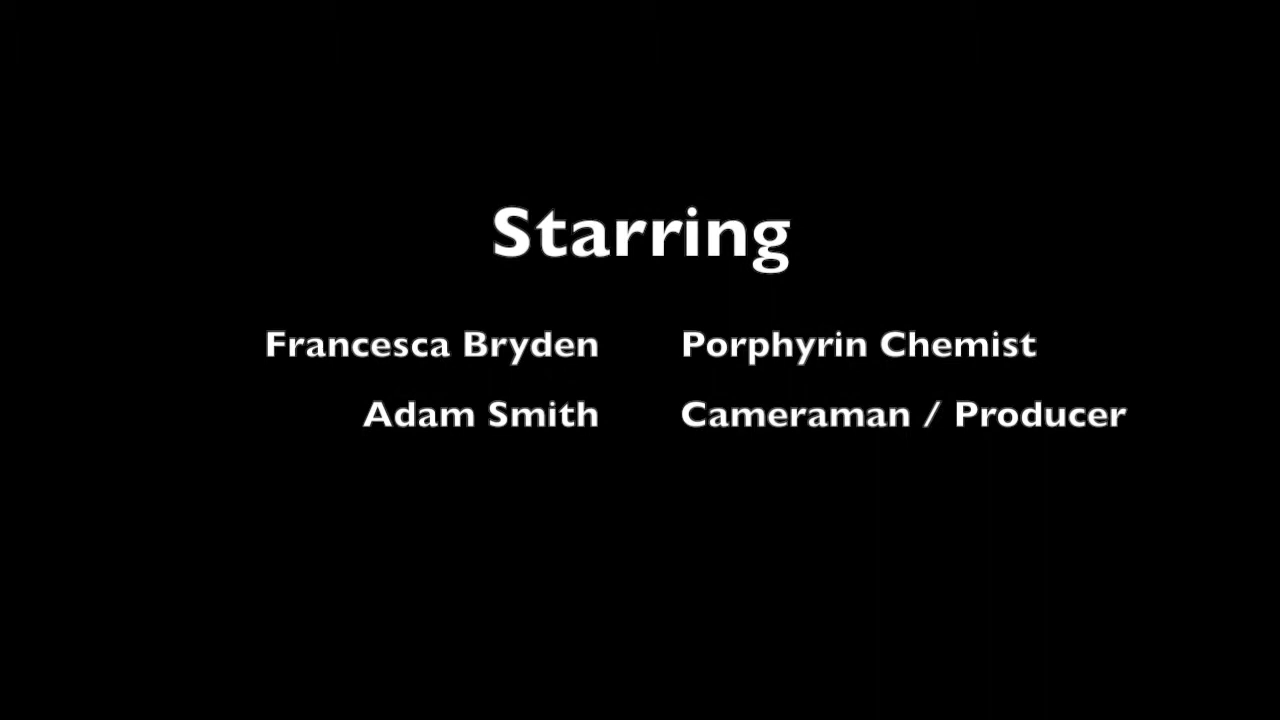 Starring
Francesca Bryden Porphyrin Chemist
Adam Smith Cameraman / Producer